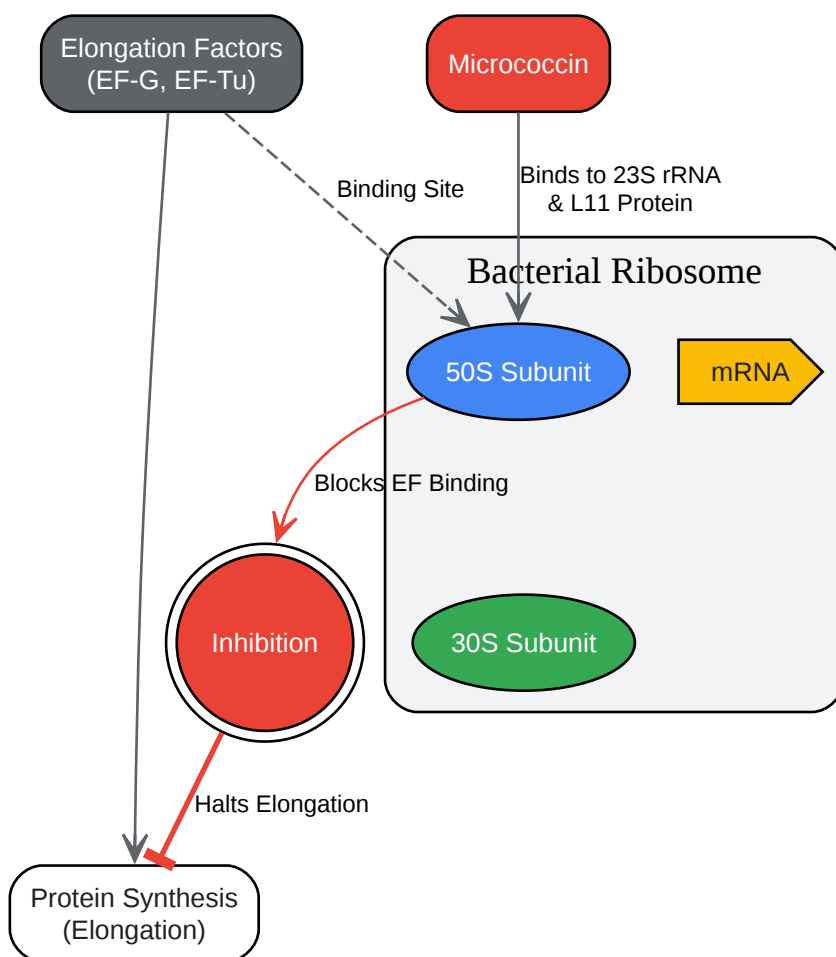 Elongation Factors
(EF-G, EF-Tu)
Micrococcin
Binding Site
Binds to 23S rRNA
& L11 Protein
Bacterial Ribosome
50S Subunit
mRNA
Blocks EF Binding
Inhibition
30S Subunit
Halts Elongation
Protein Synthesis
(Elongation)